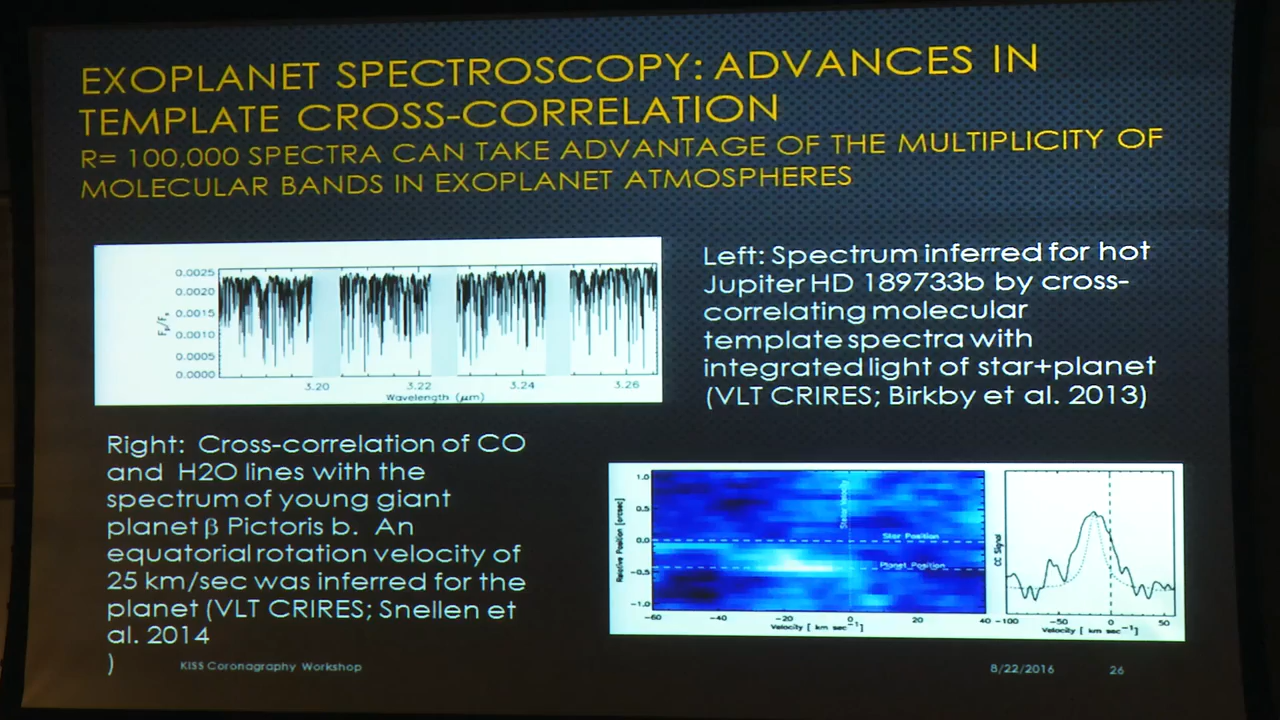 EXOPLANET SPECTROSCOPY: ADVANCES IN
TEMPLATE CROSS-CORRELATION
R= 100,000 SPECTRA CAN TAKE ADVANTAGE OF THE MULTIPLICITY OF
MOLECULAR BANDS IN EXOPLANET ATMOSPHERES
0.0025
0.0020
0.0015
0.0010
0.0005
0.0000
3.20 3.22 3.24 3.26
Wavelength (μm)
Left: Spectrum inferred for hot
Jupiter HD 189733b by cross-
correlating molecular
template spectra with
integrated light of star+planet
(VLT CRIRES; Birkby et al. 2013)
Right: Cross-correlation of CO
and H2O lines with the
spectrum of young giant
planet β Pictoris b. An
equatorial rotation velocity of
25 km/sec was inferred for the
planet (VLT CRIRES; Snellen et
al. 2014
)
Relative Position [arcsec]
1.0
0.5
0.0
-0.5
-1.0
Stellar Velocity
Star Position
Planet Position
-60 -40 -20 0 20 40
Velocity [ km sec⁻¹]
CC Signal
-100 -50 0 50
Velocity [ km sec⁻¹]
KISS Coronagraphy Workshop
8/22/2016
26